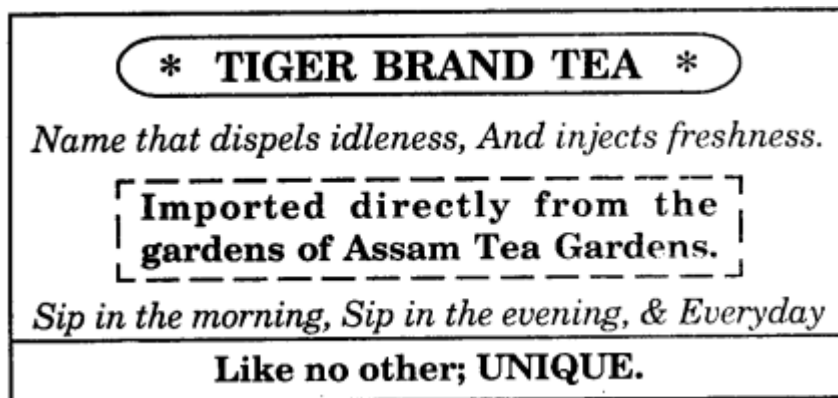 * TIGER BRAND TEA *
Name that dispels idleness, And injects freshness.
Imported directly from the
gardens of Assam Tea Gardens.
Sip in the morning, Sip in the evening, & Everyday
Like no other; UNIQUE.